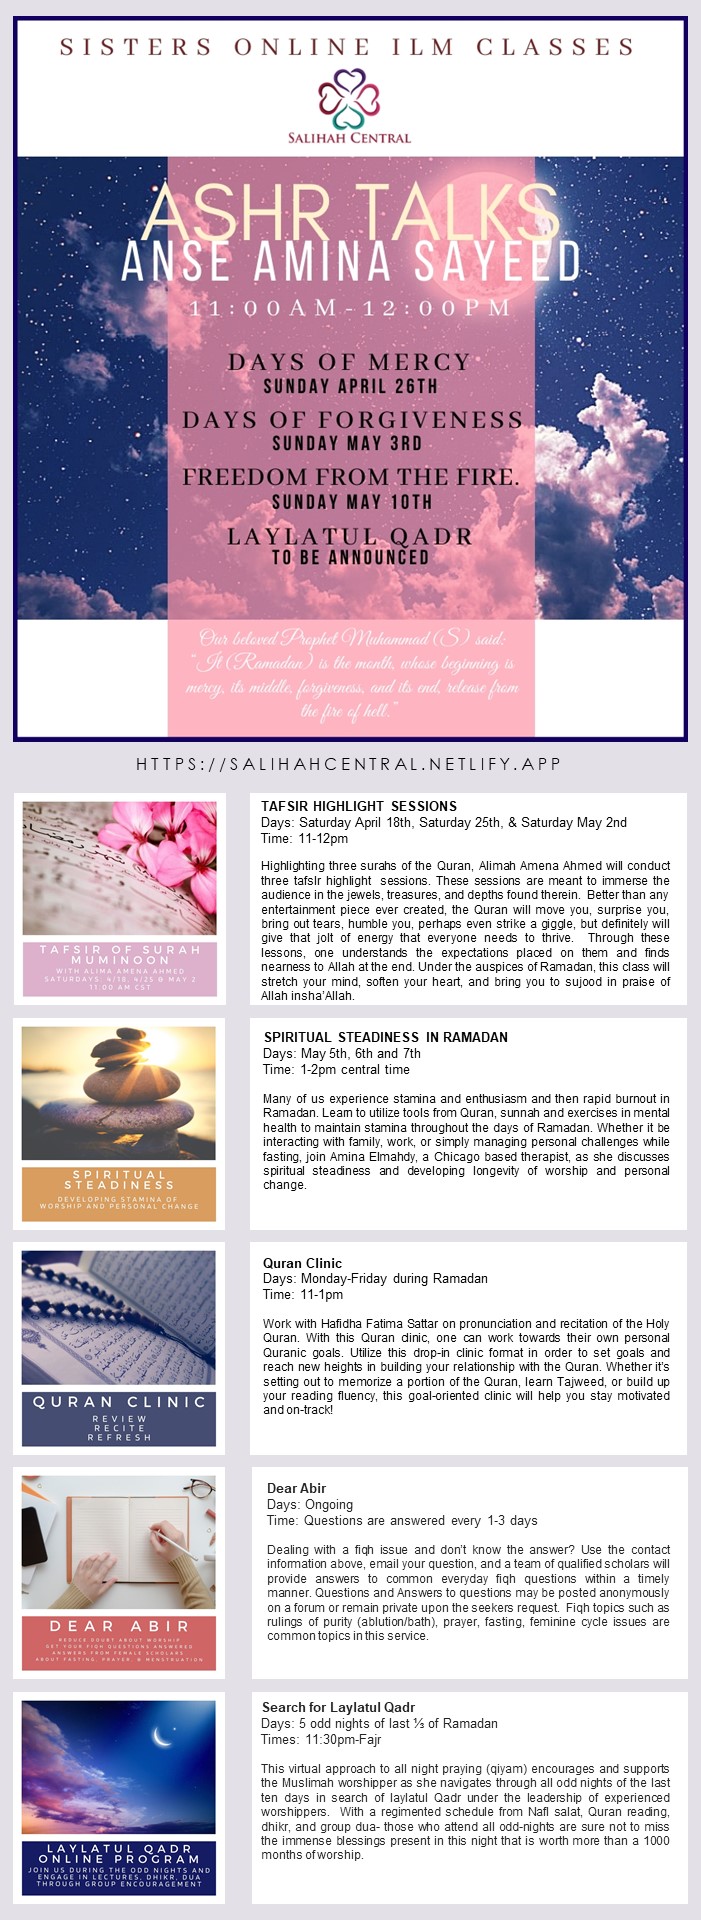 SISTERS ONLINE ILM CLASSES
SALIHAH CENTRAL
ASHR TALKS
ANSE AMINA SAYEED
11:00AM-12:00PM
DAYS OF MERCY
SUNDAY APRIL 26TH
DAYS OF FORGIVENESS
SUNDAY MAY 3RD
FREEDOM FROM THE FIRE.
SUNDAY MAY 10TH
LAYLATUL QADR
TO BE ANNOUNCED
Our beloved Prophet Muhammad (S) said:
"It (Ramadan) is the month, whose beginning is
mercy, its middle, forgiveness, and its end, release from
the fire of hell."
HTTPS://SALIHAHCENTRAL.NETLIFY.APP
TAFSIR OF SURAH
MUMINOON
WITH ALIMA AMENA AHMED
SATURDAYS: 4/18, 4/25 & MAY 2
11:00 AM CST
TAFSIR HIGHLIGHT SESSIONS
Days: Saturday April 18th, Saturday 25th, & Saturday May 2nd
Time: 11-12pm
Highlighting three surahs of the Quran, Alimah Amena Ahmed will conduct
three tafsIr highlight sessions. These sessions are meant to immerse the
audience in the jewels, treasures, and depths found therein. Better than any
entertainment piece ever created, the Quran will move you, surprise you,
bring out tears, humble you, perhaps even strike a giggle, but definitely will
give that jolt of energy that everyone needs to thrive. Through these
lessons, one understands the expectations placed on them and finds
nearness to Allah at the end. Under the auspices of Ramadan, this class will
stretch your mind, soften your heart, and bring you to sujood in praise of
Allah insha'Allah.
SPIRITUAL
STEADINESS
DEVELOPING STAMINA OF
WORSHIP AND PERSONAL CHANGE
SPIRITUAL STEADINESS IN RAMADAN
Days: May 5th, 6th and 7th
Time: 1-2pm central time
Many of us experience stamina and enthusiasm and then rapid burnout in
Ramadan. Learn to utilize tools from Quran, sunnah and exercises in mental
health to maintain stamina throughout the days of Ramadan. Whether it be
interacting with family, work, or simply managing personal challenges while
fasting, join Amina Elmahdy, a Chicago based therapist, as she discusses
spiritual steadiness and developing longevity of worship and personal
change.
QURAN CLINIC
REVIEW
RECITE
REFRESH
Quran Clinic
Days: Monday-Friday during Ramadan
Time: 11-1pm
Work with Hafidha Fatima Sattar on pronunciation and recitation of the Holy
Quran. With this Quran clinic, one can work towards their own personal
Quranic goals. Utilize this drop-in clinic format in order to set goals and
reach new heights in building your relationship with the Quran. Whether it's
setting out to memorize a portion of the Quran, learn Tajweed, or build up
your reading fluency, this goal-oriented clinic will help you stay motivated
and on-track!
DEAR ABIR
REDUCE DOUBT ABOUT WORSHIP
GET YOUR FIQH QUESTIONS ANSWERED
ANSWERS FROM FEMALE SCHOLARS
ABOUT FASTING, PRAYER, & MENSTRUATION
Dear Abir
Days: Ongoing
Time: Questions are answered every 1-3 days
Dealing with a fiqh issue and don't know the answer? Use the contact
information above, email your question, and a team of qualified scholars will
provide answers to common everyday fiqh questions within a timely
manner. Questions and Answers to questions may be posted anonymously
on a forum or remain private upon the seekers request. Fiqh topics such as
rulings of purity (ablution/bath), prayer, fasting, feminine cycle issues are
common topics in this service.
LAYLATUL QADR
ONLINE PROGRAM
JOIN US DURING THE ODD NIGHTS AND
ENGAGE IN LECTURES, DHIKR, DUA
THROUGH GROUP ENCOURAGEMENT
Search for Laylatul Qadr
Days: 5 odd nights of last ⅓ of Ramadan
Times: 11:30pm-Fajr
This virtual approach to all night praying (qiyam) encourages and supports
the Muslimah worshipper as she navigates through all odd nights of the last
ten days in search of laylatul Qadr under the leadership of experienced
worshippers. With a regimented schedule from Nafl salat, Quran reading,
dhikr, and group dua- those who attend all odd-nights are sure not to miss
the immense blessings present in this night that is worth more than a 1000
months of worship.